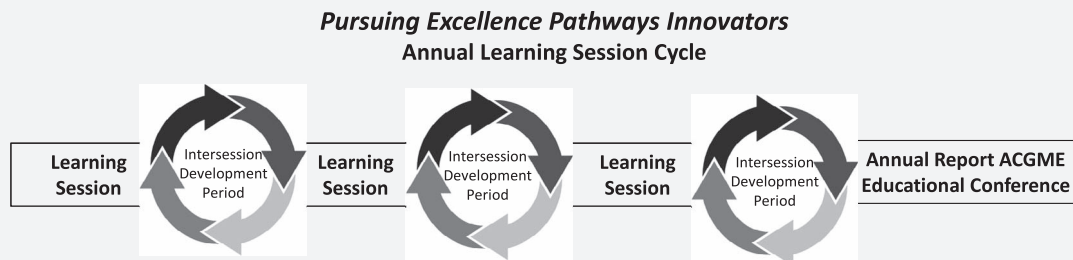 Pursuing Excellence Pathways Innovators
Annual Learning Session Cycle
Learning
Session
Intersession
Development
Period
Learning
Session
Intersession
Development
Period
Learning
Session
Intersession
Development
Period
Annual Report ACGME
Educational Conference